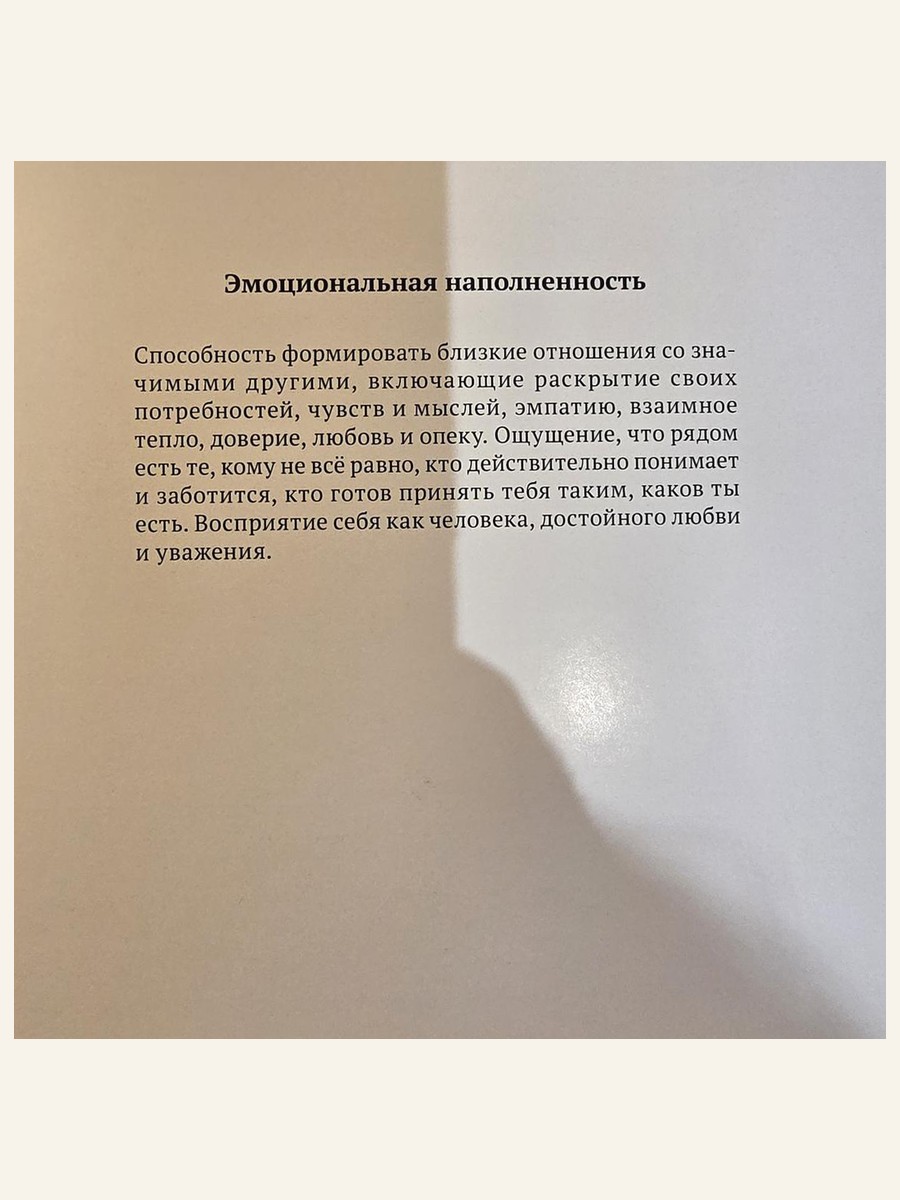 Эмоциональная наполненность
Способность формировать близкие отношения со зна-
чимыми другими, включающие раскрытие своих
потребностей, чувств и мыслей, эмпатию, взаимное
тепло, доверие, любовь и опеку. Ощущение, что рядом
есть те, кому не всё равно, кто действительно понимает
и заботится, кто готов принять тебя таким, каков ты
есть. Восприятие себя как человека, достойного любви
и уважения.